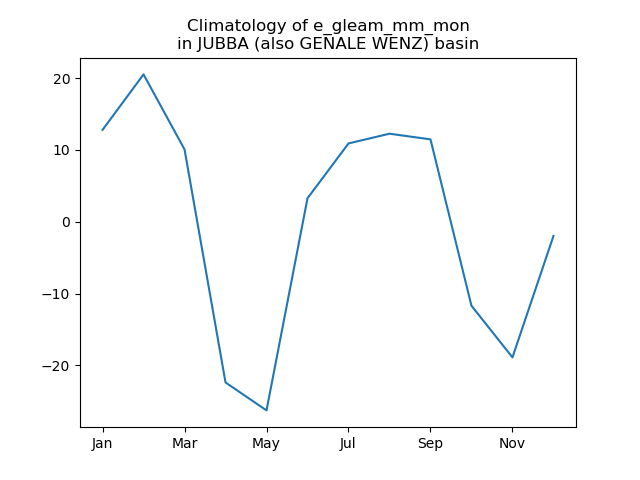 Climatology of e_gleam_mm_mon
in JUBBA (also GENALE WENZ) basin
20
10
0
−10
−20
Jan
Mar
May
Jul
Sep
Nov